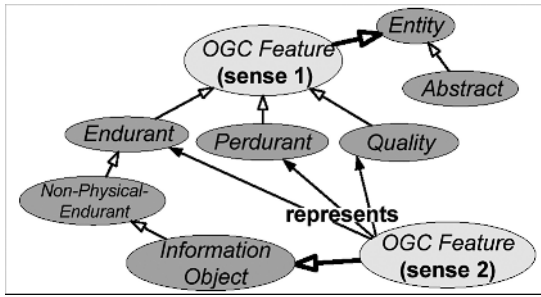 Entity
OGC Feature
(sense 1)
Abstract
Endurant
Perdurant
Quality
Non-Physical-
Endurant
represents
Information
Object
OGC Feature
(sense 2)